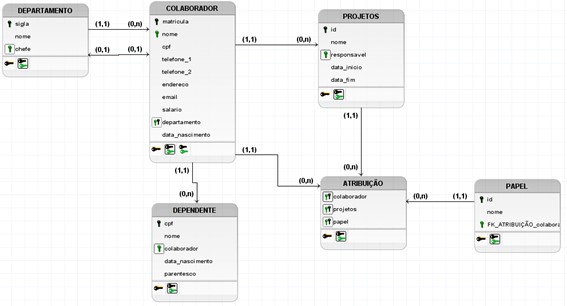 DEPARTAMENTO
sigla
nome
chefe
(1,1)
(0,n)
(0,1)
(0,1)
COLABORADOR
matricula
nome
cpf
telefone_1
telefone_2
endereco
email
salario
departamento
data_nascimento
(1,1)
(0,n)
PROJETOS
id
nome
responsavel
data_inicio
data_fim
(1,1)
(0,n)
(1,1)
(0,n)
(1,1)
(0,n)
DEPENDENTE
cpf
nome
colaborador
data_nascimento
parentesco
ATRIBUIÇÃO
colaborador
projetos
papel
(0,n)
(1,1)
PAPEL
id
nome
FK_ATRIBUIÇÃO_colabora